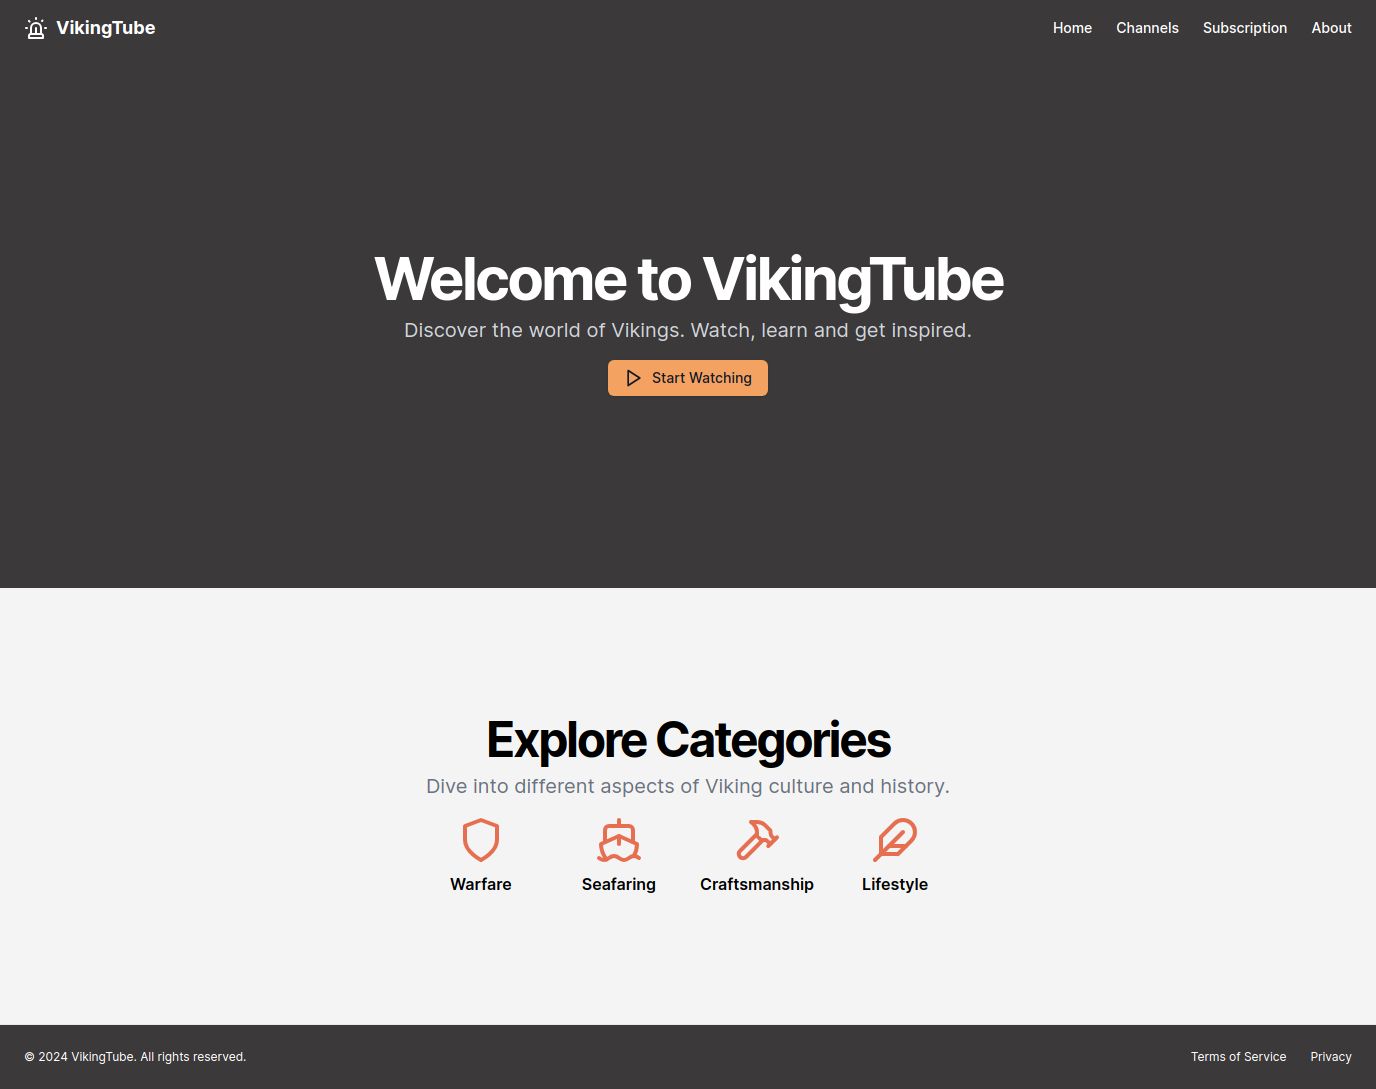 VikingTube
Home Channels Subscription About
Welcome to VikingTube
Discover the world of Vikings. Watch, learn and get inspired.
Start Watching
Explore Categories
Dive into different aspects of Viking culture and history.
Warfare Seafaring Craftsmanship Lifestyle
© 2024 VikingTube. All rights reserved. Terms of Service Privacy